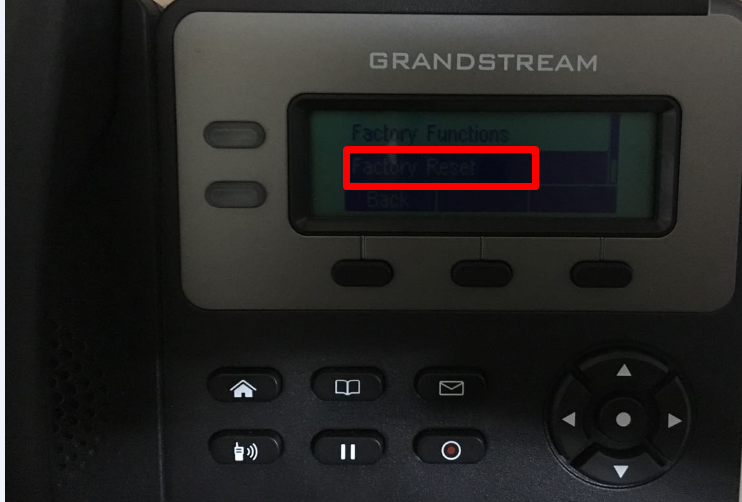 GRANDSTREAM
Factory Functions
Factory Reset
Back